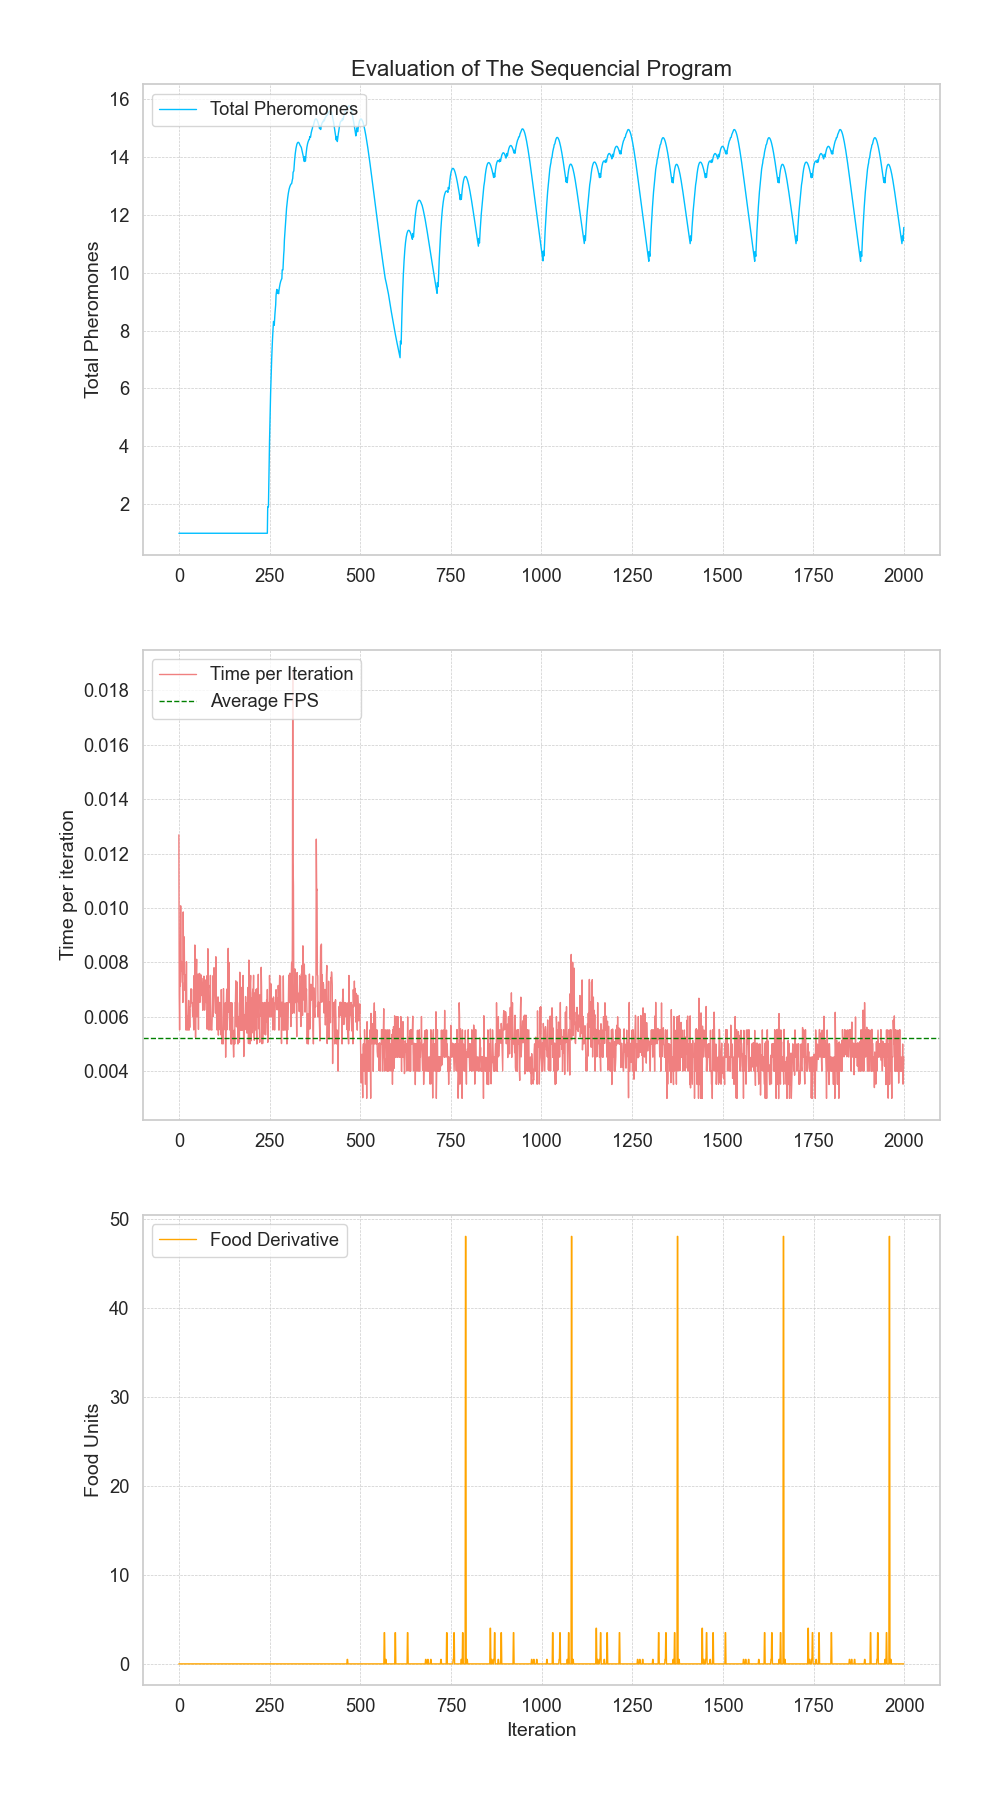 Evaluation of The Sequencial Program
Total Pheromones
16
14
12
10
8
6
4
2
Total Pheromones
0 250 500 750 1000 1250 1500 1750 2000
Time per Iteration
Average FPS
0.018
0.016
0.014
0.012
0.010
0.008
0.006
0.004
Time per iteration
0 250 500 750 1000 1250 1500 1750 2000
Food Derivative
50
40
30
20
10
0
Food Units
0 250 500 750 1000 1250 1500 1750 2000
Iteration